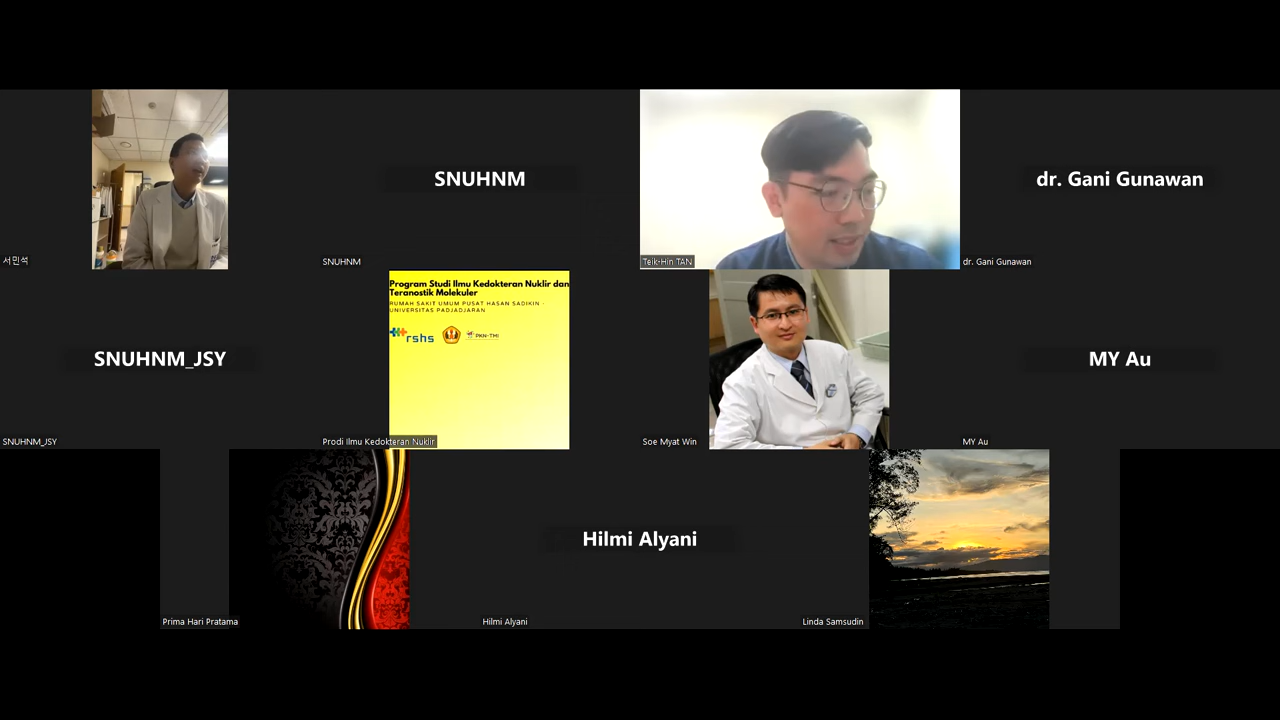 서민석
SNUHNM
SNUHNM
Teik-Hin TAN
dr. Gani Gunawan
dr. Gani Gunawan
SNUHNM_JSY
SNUHNM_JSY
Program Studi Ilmu Kedokteran Nuklir dan
Teranostik Molekuler
RUMAH SAKIT UMUM PUSAT HASAN SADIKIN -
UNIVERSITAS PADJADJARAN
rshs
PKN-TMI
Prodi Ilmu Kedokteran Nuklir
Soe Myat Win
MY Au
MY Au
Prima Hari Pratama
Hilmi Alyani
Hilmi Alyani
Linda Samsudin